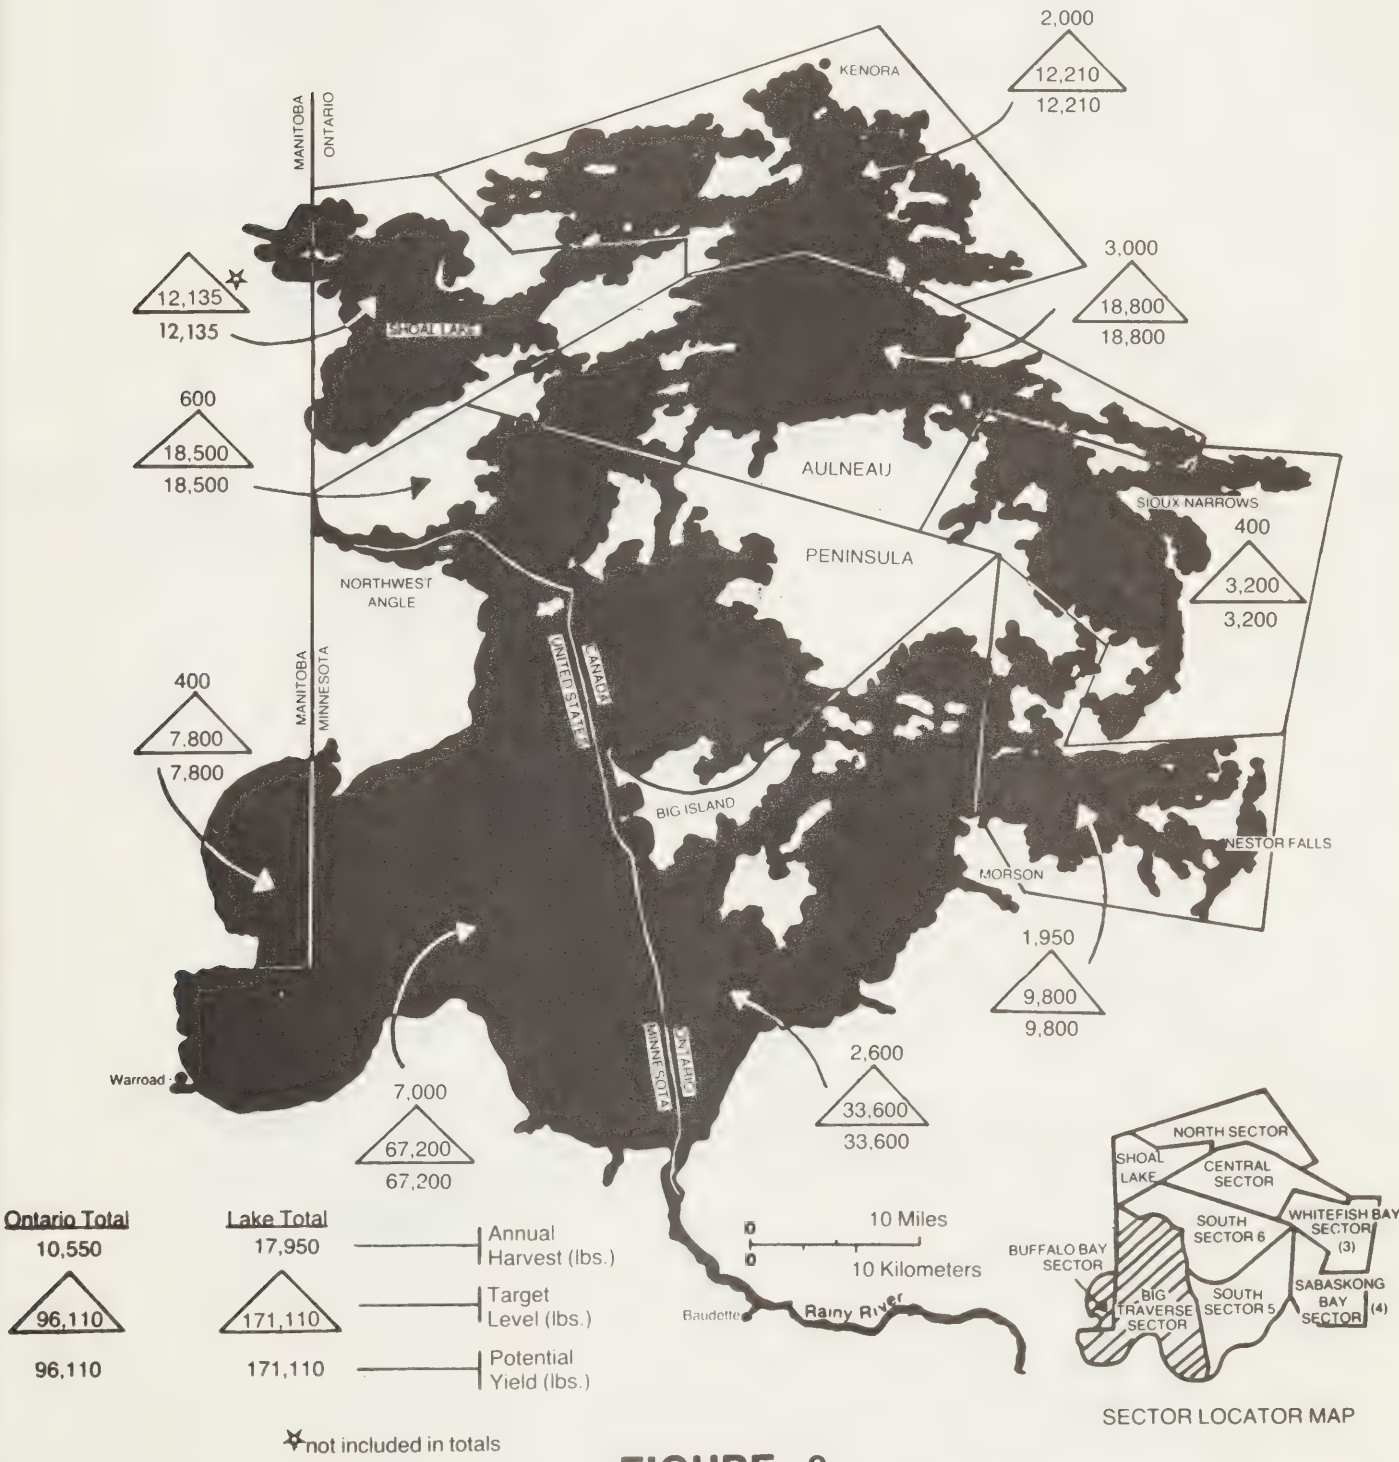 2,000
12,210
12,210
KENORA
MANITOBA
ONTARIO
3,000
18,800
18,800
12,135
12,135
SHOAL LAKE
600
18,500
18,500
AULNEAU
PENINSULA
SIOUX NARROWS
400
3,200
3,200
NORTHWEST
ANGLE
MANITOBA
MINNESOTA
UNITED STATES
CANADA
400
7,800
7,800
BIG ISLAND
NESTOR FALLS
MORSON
1,950
9,800
9,800
MINNESOTA
ONTARIO
2,600
33,600
33,600
Warroad
7,000
67,200
67,200
Ontario Total
10,550
96,110
96,110
Lake Total
17,950
171,110
171,110
Annual
Harvest (lbs.)
Target
Level (lbs.)
Potential
Yield (lbs.)
not included in totals
0 10 Miles
0 10 Kilometers
Baudette
Rainy River
NORTH SECTOR
SHOAL
LAKE
CENTRAL
SECTOR
WHITEFISH BAY
SECTOR
(3)
SOUTH
SECTOR 6
BUFFALO BAY
SECTOR
BIG
TRAVERSE
SECTOR
SOUTH
SECTOR 5
SABASKONG
BAY
SECTOR (4)
SECTOR LOCATOR MAP
FIGURE